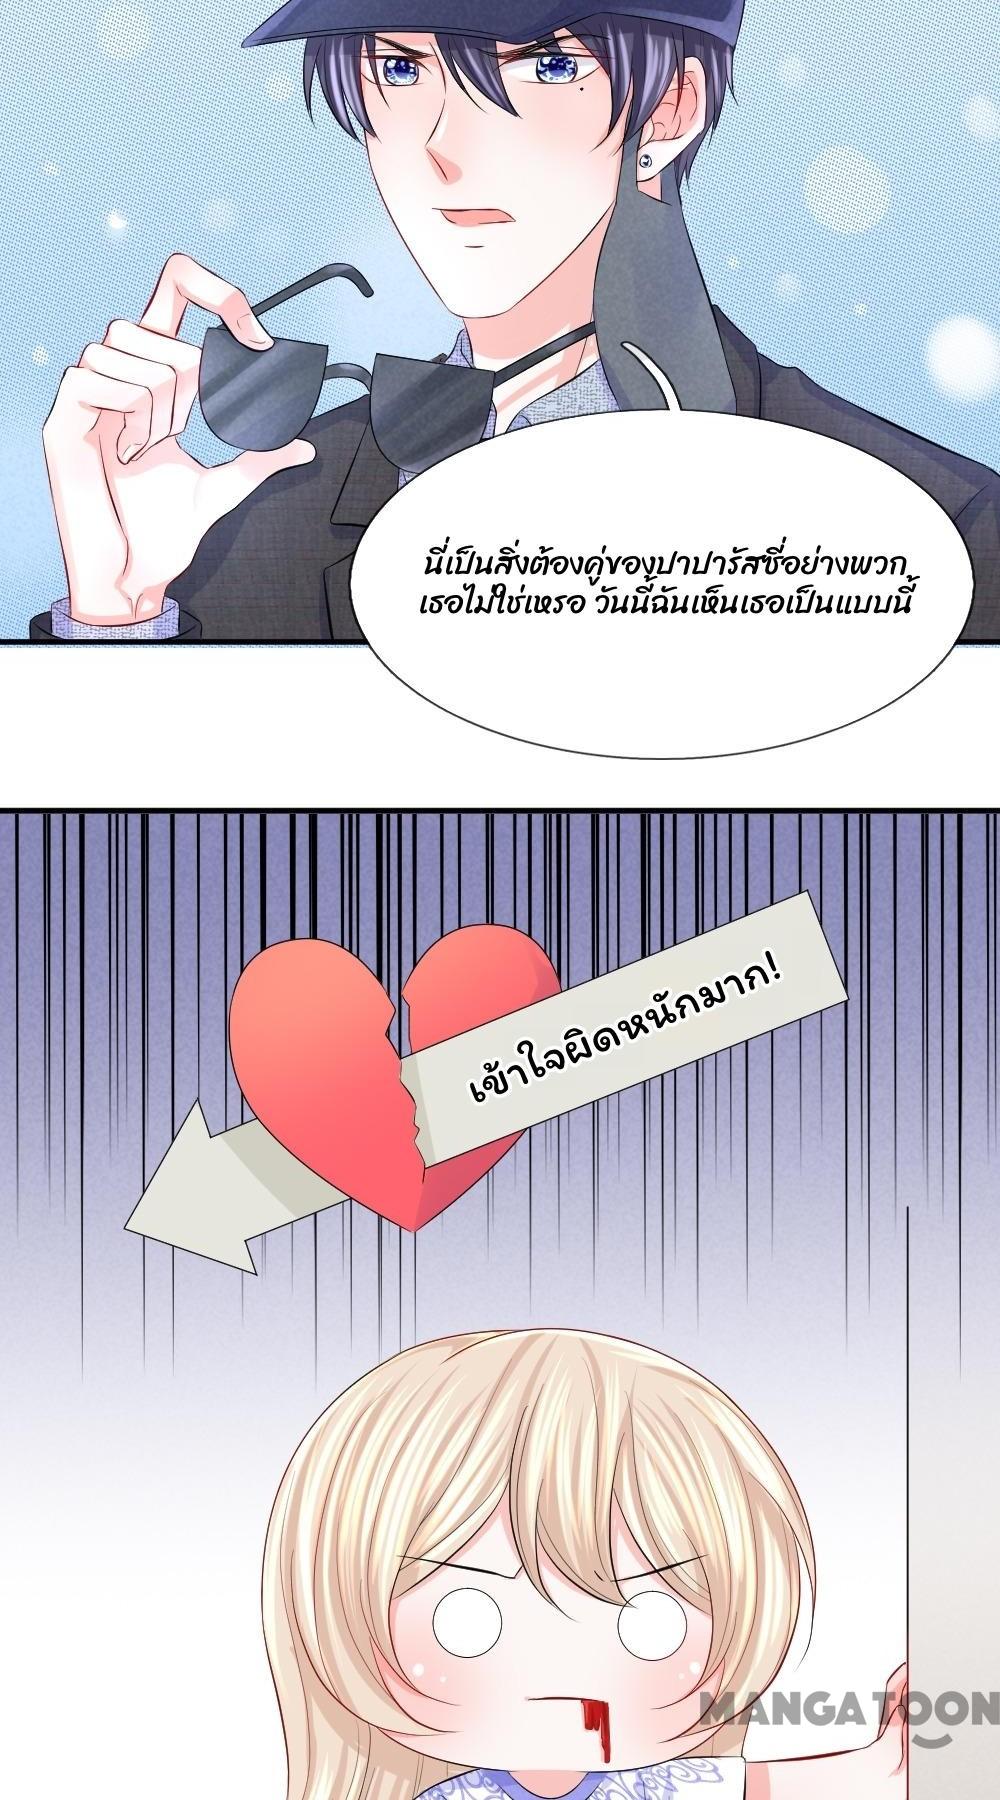 นี่เป็นสิ่งต้องคู่ของปาปารัสซี่อย่างพวก
เธอไม่ใช่เหรอ วันนี้ฉันเห็นเธอเป็นแบบนี้
เข้าใจผิดหนักมาก!
MANGATOON